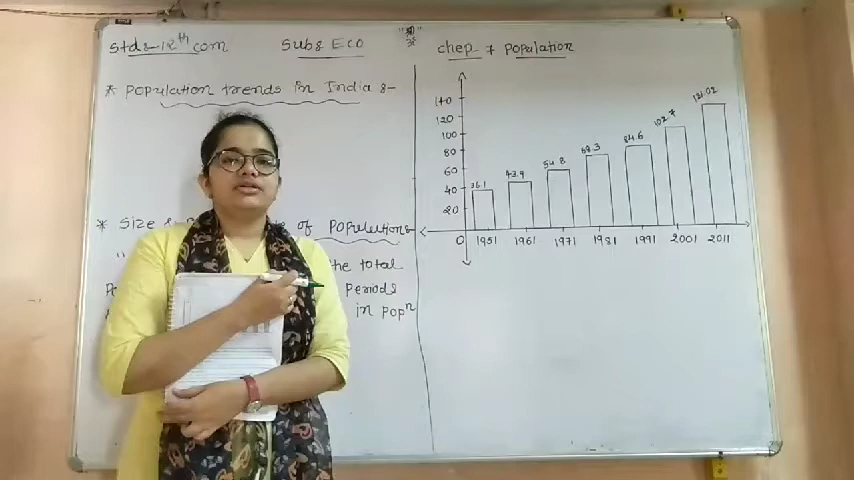 Std:- 12th com Sub:- ECO
* Population trends in India :-
* Size & of Populations
" the total
Periods
in popn
chep 7 Population
140
120
100
80
60
40
20
0
36.1 43.9 54.8 68.3 84.6 102.7 121.02
1951 1961 1971 1981 1991 2001 2011